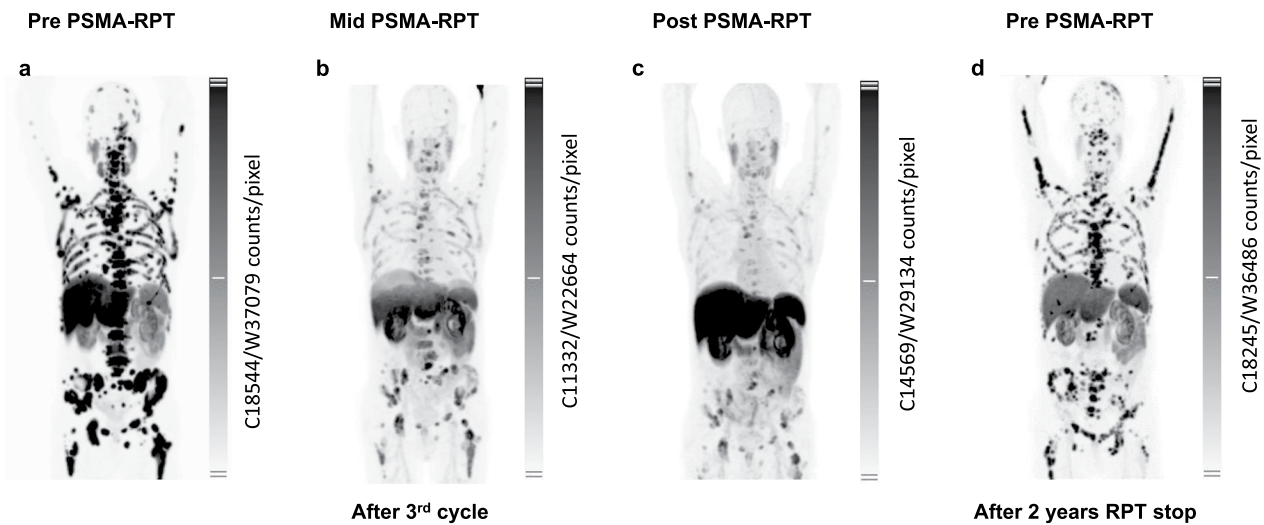 Pre PSMA-RPT
Mid PSMA-RPT
Post PSMA-RPT
Pre PSMA-RPT
a
b
c
d
C18544/W37079 counts/pixel
C11332/W22664 counts/pixel
C14569/W29134 counts/pixel
C18245/W36486 counts/pixel
After 3rd cycle
After 2 years RPT stop